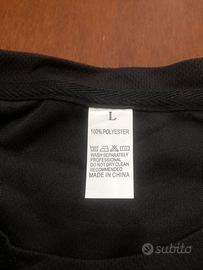 L
100% POLYESTER
WASH SEPARATELY
PROFESSIONAL
DO NOT DRY CLEAN
RECOMMENDED
MADE IN CHINA
subito